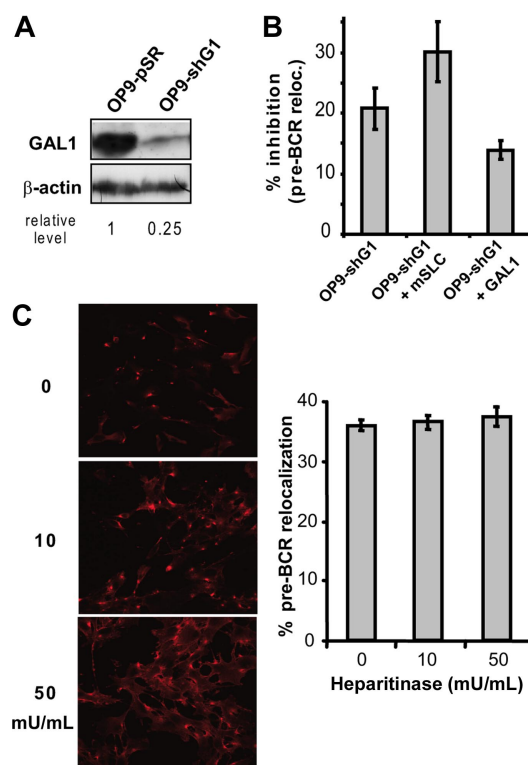 A
OP9-pSR
OP9-shG1
GAL1
β-actin
relative
level
1
0.25
B
% inhibition
(pre-BCR reloc.)
30
20
10
0
OP9-shG1
OP9-shG1
+ mSLC
OP9-shG1
+ GAL1
C
0
10
50
mU/mL
% pre-BCR relocalization
40
30
20
10
0
0
10
50
Heparitinase (mU/mL)